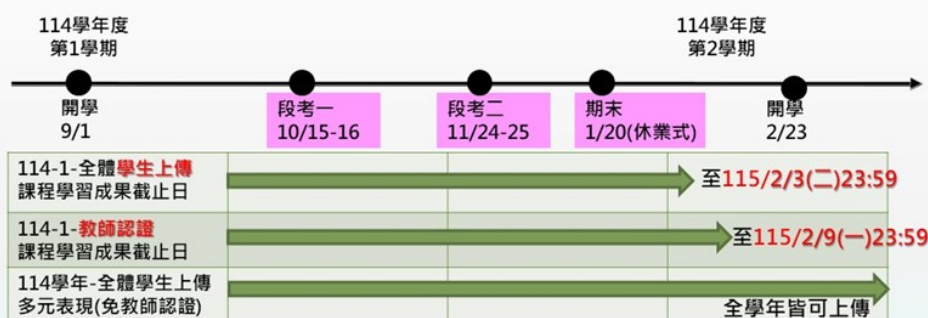 114學年度
第1學期
114學年度
第2學期
開學
9/1
段考一
10/15-16
段考二
11/24-25
期末
1/20(休業式)
開學
2/23
114-1-全體學生上傳
課程學習成果截止日
至115/2/3(二)23:59
114-1-教師認證
課程學習成果截止日
至115/2/9(一)23:59
114學年-全體學生上傳
多元表現(免教師認證)
全學年皆可上傳